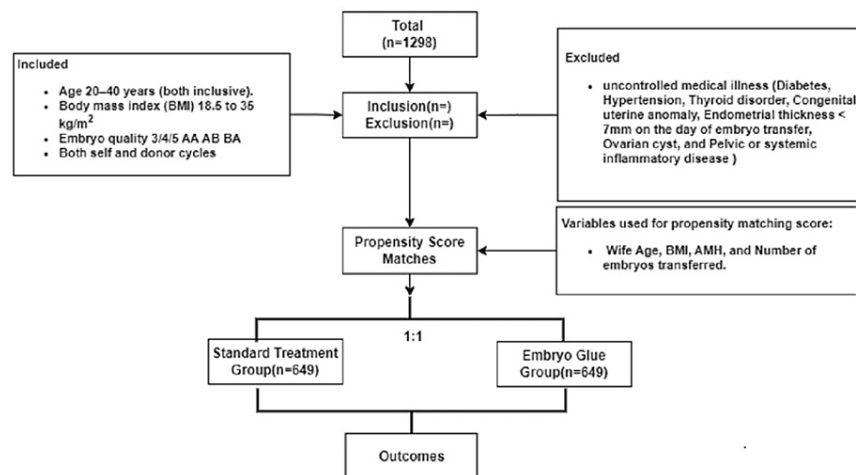 Total
(n=1298)
Included
Age 20–40 years (both inclusive).
Body mass index (BMI) 18.5 to 35
kg/m²
Embryo quality 3/4/5 AA AB BA
Both self and donor cycles
Inclusion(n=)
Exclusion(n=)
Excluded
uncontrolled medical illness (Diabetes,
Hypertension, Thyroid disorder, Congenital
uterine anomaly, Endometrial thickness <
7mm on the day of embryo transfer,
Ovarian cyst, and Pelvic or systemic
inflammatory disease )
Variables used for propensity matching score:
Wife Age, BMI, AMH, and Number of
embryos transferred.
Propensity Score
Matches
1:1
Standard Treatment
Group(n=649)
Embryo Glue
Group(n=649)
Outcomes